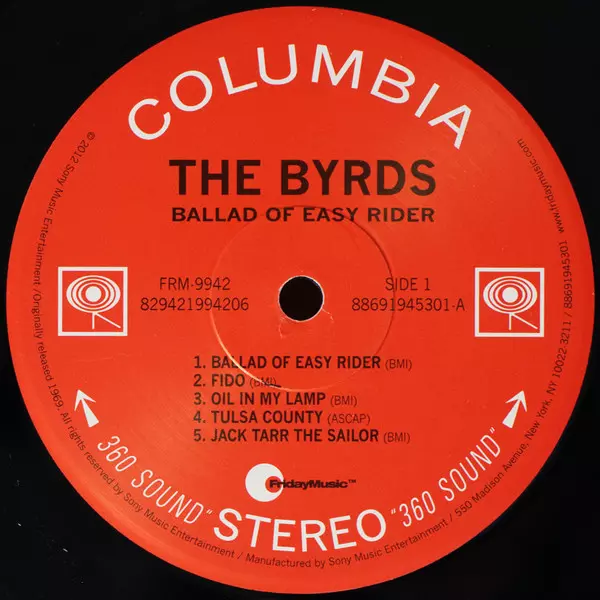 COLUMBIA
THE BYRDS
BALLAD OF EASY RIDER
FRM-9942
829421994206
SIDE 1
88691945301-A
1. BALLAD OF EASY RIDER (BMI)
2. FIDO (BMI)
3. OIL IN MY LAMP (BMI)
4. TULSA COUNTY (ASCAP)
5. JACK TARR THE SAILOR (BMI)
FridayMusic™
"360 SOUND" STEREO "360 SOUND"
© 2012 Sony Music Entertainment / Originally released 1969. All rights reserved by Sony Music Entertainment / Manufactured by Sony Music Entertainment / 550 Madison Avenue, New York, NY 10022-3211 / 88691945301 www.fridaymusic.com